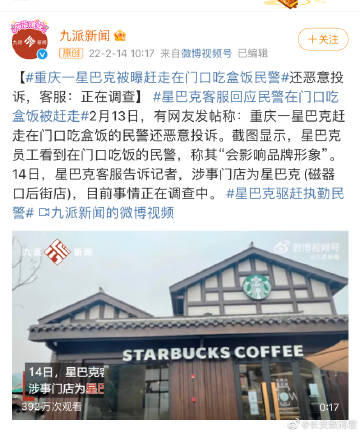 九派新闻
+关注
原创 22-2-14 10:17 来自微博视频号 已编辑
【#重庆一星巴克被曝赶走在门口吃盒饭民警#还恶意投
诉，客服：正在调查】#星巴克客服回应民警在门口吃
盒饭被赶走#2月13日，有网友发帖称：重庆一星巴克赶
走在门口吃盒饭的民警还恶意投诉。截图显示，星巴克
员工看到在门口吃饭的民警，称其“会影响品牌形象”。
14日，星巴克客服告诉记者，涉事门店为星巴克 (磁器
口后街店)，目前事情正在调查中。#星巴克驱赶执勤民
警# 九派新闻的微博视频
九派 新闻
微博视频号
STARBUCKS COFFEE
14日，星巴克客
涉事门店为星巴
392万次观看
0:17